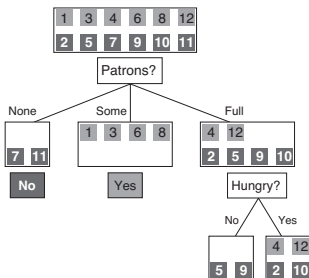 1 3 4 6 8 12
2 5 7 9 10 11
Patrons?
None Some Full
1 3 6 8 4 12
7 11 2 5 9 10
No Yes Hungry?
No Yes
4 12
5 9 2 10